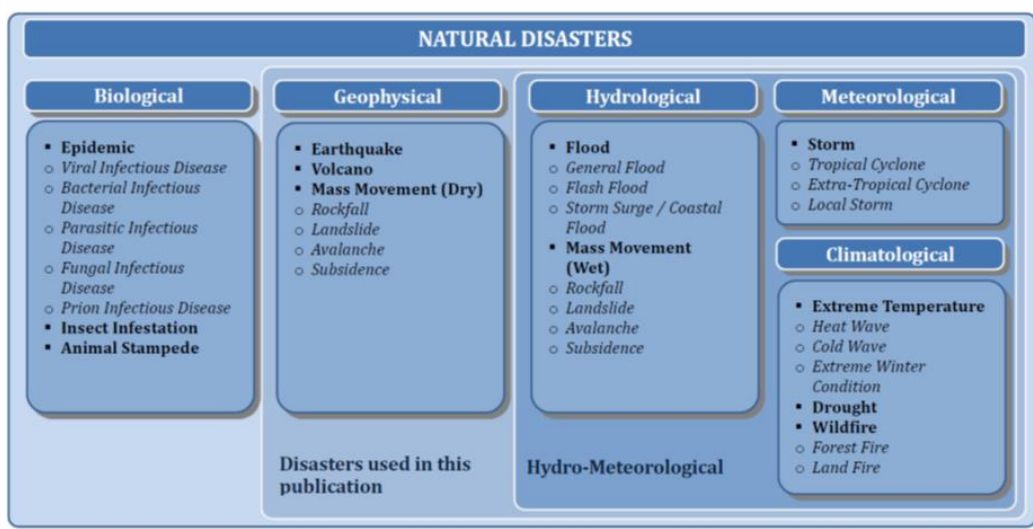 NATURAL DISASTERS
Biological
▪ Epidemic
o Viral Infectious Disease
o Bacterial Infectious
Disease
o Parasitic Infectious
Disease
o Fungal Infectious
Disease
o Prion Infectious Disease
▪ Insect Infestation
▪ Animal Stampede
Geophysical
▪ Earthquake
▪ Volcano
▪ Mass Movement (Dry)
o Rockfall
o Landslide
o Avalanche
o Subsidence
Disasters used in this
publication
Hydrological
▪ Flood
o General Flood
o Flash Flood
o Storm Surge / Coastal
Flood
▪ Mass Movement
(Wet)
o Rockfall
o Landslide
o Avalanche
o Subsidence
Meteorological
▪ Storm
o Tropical Cyclone
o Extra-Tropical Cyclone
o Local Storm
Climatological
▪ Extreme Temperature
o Heat Wave
o Cold Wave
o Extreme Winter
Condition
▪ Drought
▪ Wildfire
o Forest Fire
o Land Fire
Hydro-Meteorological